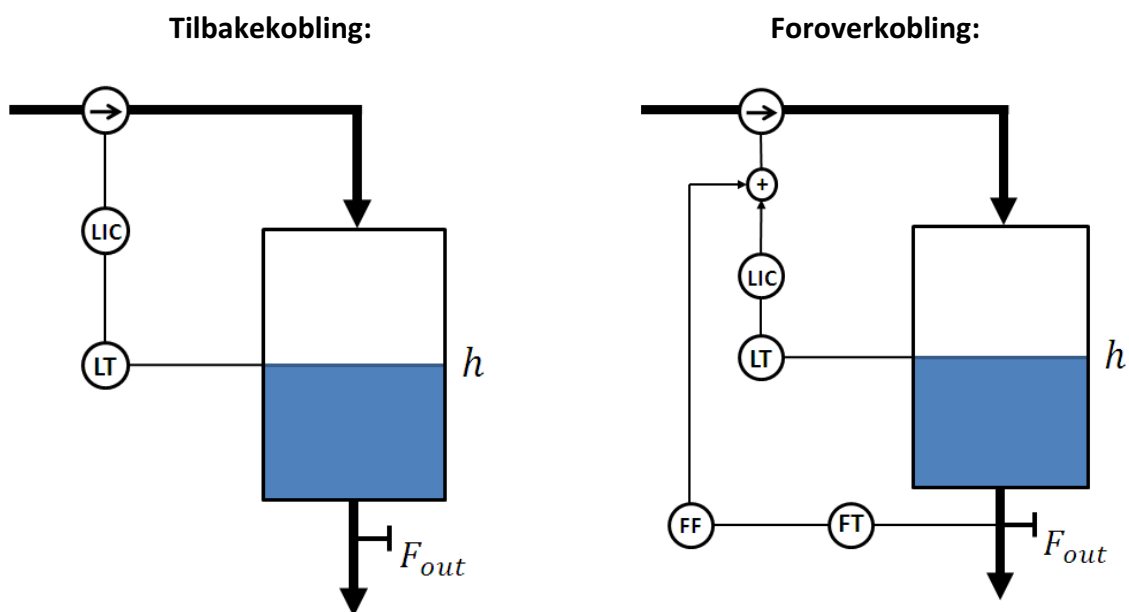 Tilbakekobling:
LIC
LT
h
F_out
Foroverkobling:
+
LIC
LT
h
FF
FT
F_out